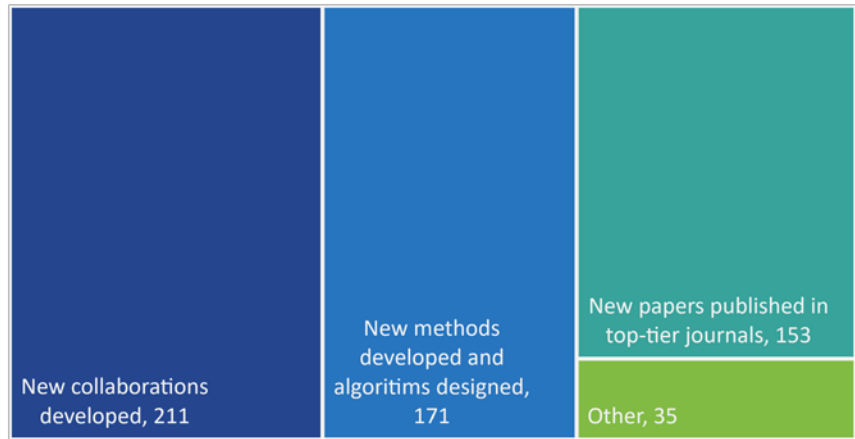 New collaborations
developed, 211
New methods
developed and
algoritims designed,
171
New papers published in
top-tier journals, 153
Other, 35